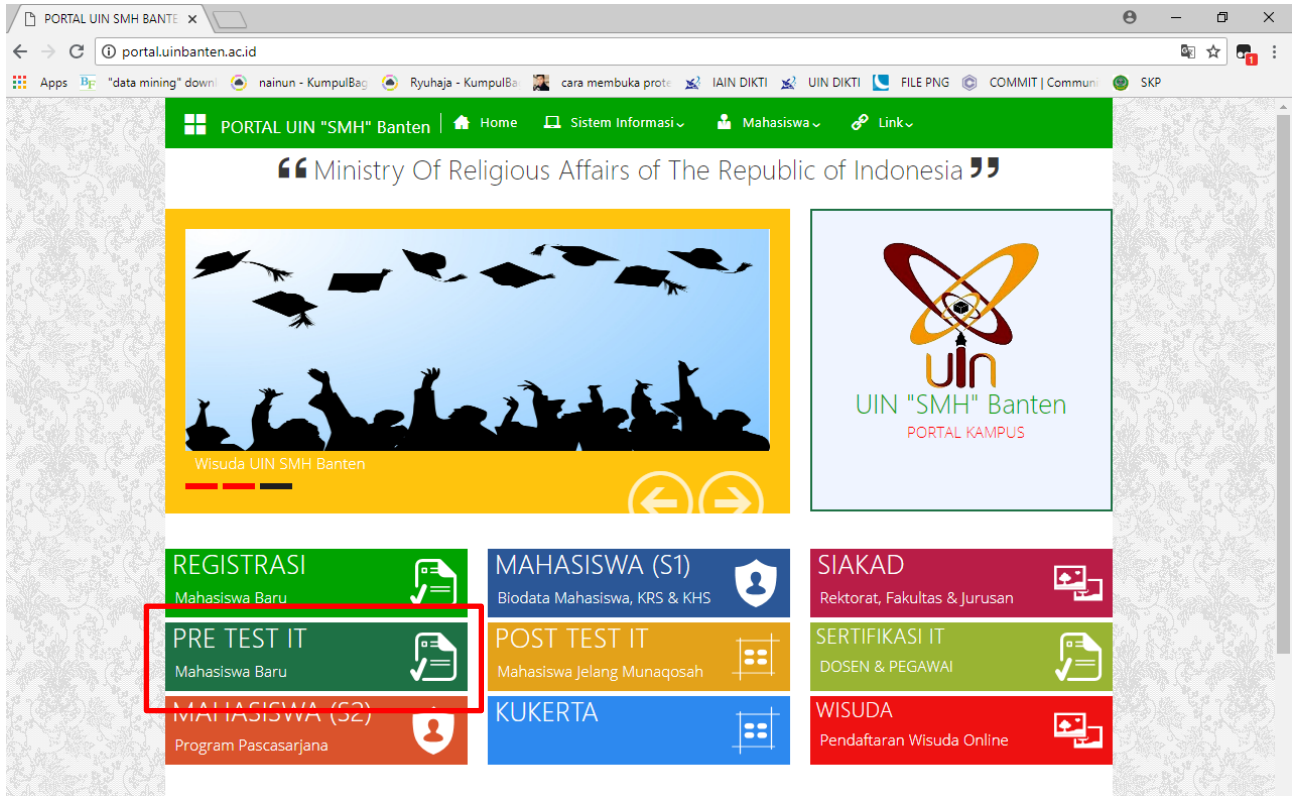 PORTAL UIN SMH BANTE
portal.uinbanten.ac.id
Apps "data mining" downl nainun - KumpulBag Ryuhaja - KumpulBa cara membuka prote IAIN DIKTI UIN DIKTI FILE PNG COMMIT | Communi SKP
PORTAL UIN "SMH" Banten Home Sistem Informasi Mahasiswa Link
❝ Ministry Of Religious Affairs of The Republic of Indonesia ❞
uin
UIN "SMH" Banten
PORTAL KAMPUS
Wisuda UIN SMH Banten
REGISTRASI
Mahasiswa Baru
MAHASISWA (S1)
Biodata Mahasiswa, KRS & KHS
SIAKAD
Rektorat, Fakultas & Jurusan
PRE TEST IT
Mahasiswa Baru
POST TEST IT
Mahasiswa Jelang Munaqosah
SERTIFIKASI IT
DOSEN & PEGAWAI
MAHASISWA (S2)
Program Pascasarjana
KUKERTA
WISUDA
Pendaftaran Wisuda Online